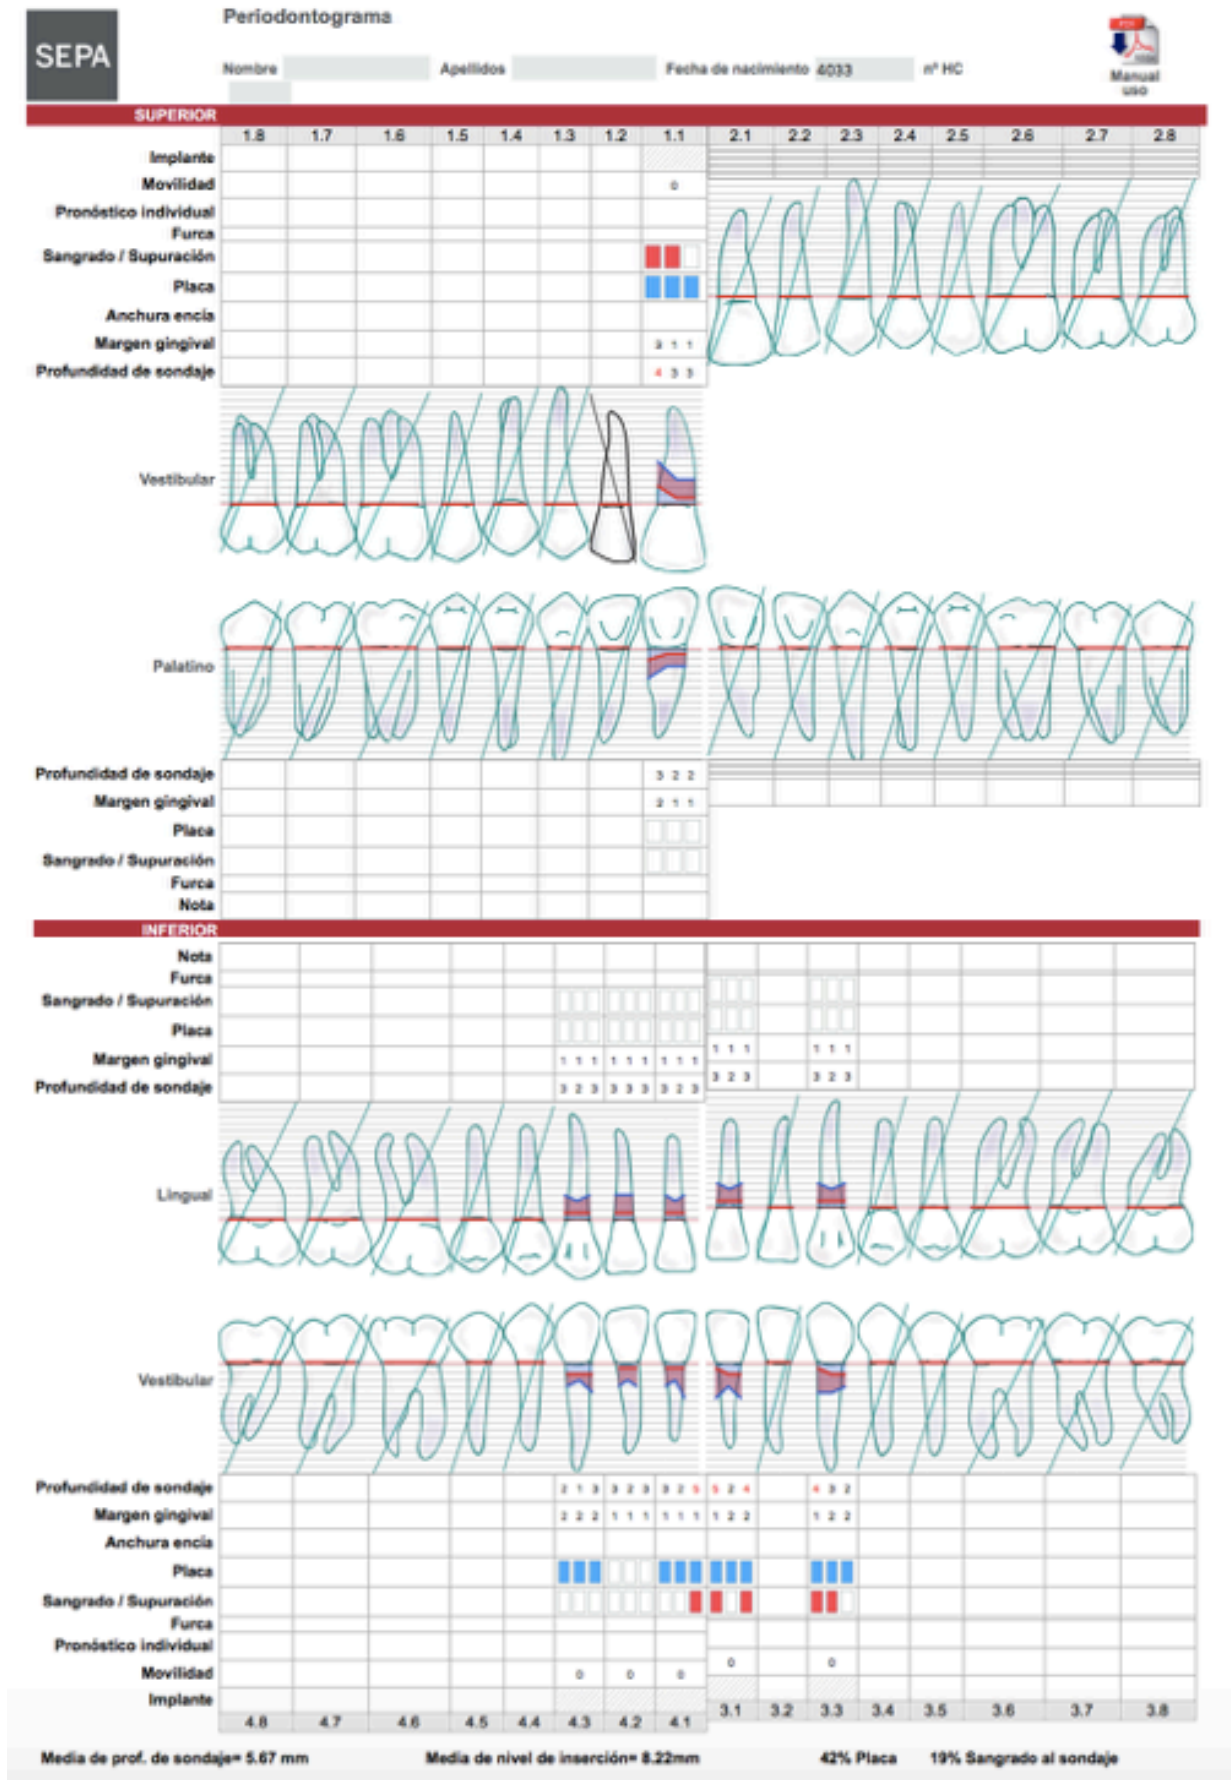 Periodontograma
SEPA
Nombre Apellidos Fecha de nacimiento 4033 nº HC
Manual uso
SUPERIOR
1.8 1.7 1.6 1.5 1.4 1.3 1.2 1.1 2.1 2.2 2.3 2.4 2.5 2.6 2.7 2.8
Implante
Movilidad 0
Pronóstico individual
Furca
Sangrado / Supuración
Placa
Anchura encía
Margen gingival 3 1 1
Profundidad de sondaje 4 3 3
Vestibular
Palatino
Profundidad de sondaje 3 2 2
Margen gingival 2 1 1
Placa
Sangrado / Supuración
Furca
Nota
INFERIOR
Nota
Furca
Sangrado / Supuración
Placa
Margen gingival 1 1 1 1 1 1 1 1 1 1 1 1 1 1 1
Profundidad de sondaje 3 2 3 3 3 3 3 2 3 3 2 3 3 2 3
Lingual
Vestibular
Profundidad de sondaje 2 1 3 3 2 3 3 2 5 5 2 4 4 3 2
Margen gingival 2 2 2 1 1 1 1 1 1 1 2 2 1 2 2
Anchura encía
Placa
Sangrado / Supuración
Furca
Pronóstico individual
Movilidad 0 0 0 0 0
Implante
4.8 4.7 4.6 4.5 4.4 4.3 4.2 4.1 3.1 3.2 3.3 3.4 3.5 3.6 3.7 3.8
Media de prof. de sondaje= 5.67 mm Media de nivel de inserción= 8.22mm 42% Placa 19% Sangrado al sondaje